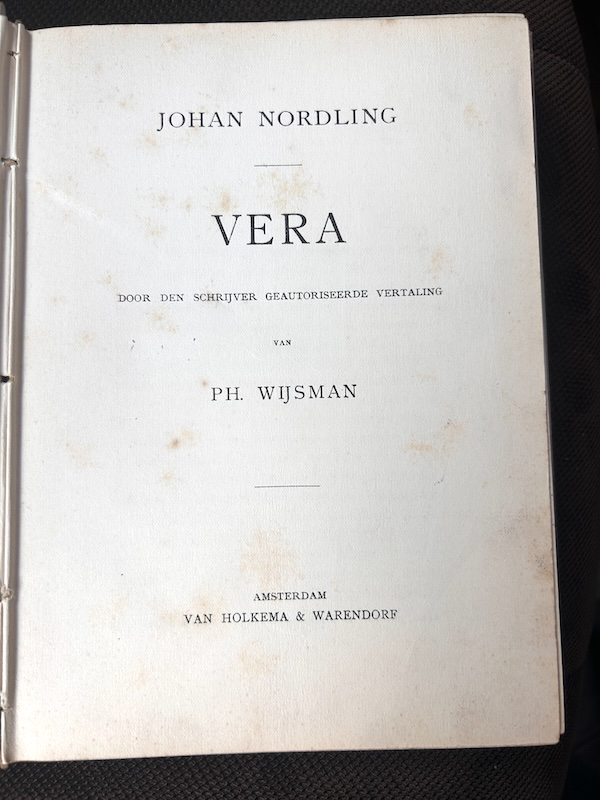 JOHAN NORDLING
VERA
DOOR DEN SCHRIJVER GEAUTORISEERDE VERTALING
VAN
PH. WIJSMAN
AMSTERDAM
VAN HOLKEMA & WARENDORF